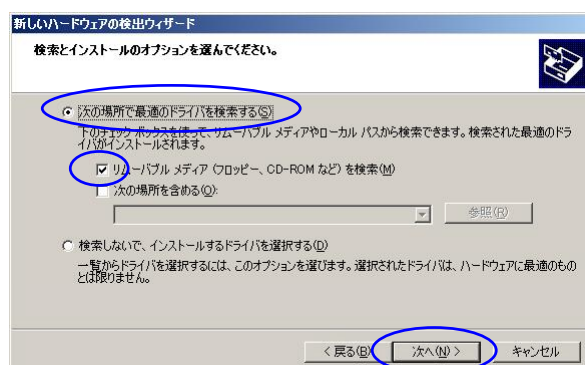 新しいハードウェアの検出ウィザード
検索とインストールのオプションを選んでください。
次の場所で最適のドライバを検索する(S)
下のチェック ボックスを使って、リムーバブル メディアやローカル パスから検索できます。検索された最適のドラ
イバがインストールされます。
リムーバブル メディア (フロッピー、CD-ROM など) を検索(M)
次の場所を含める(O):
参照(R)
検索しないで、インストールするドライバを選択する(D)
一覧からドライバを選択するには、このオプションを選びます。選択されたドライバは、ハードウェアに最適のもの
とは限りません。
< 戻る(B) 次へ(N) > キャンセル